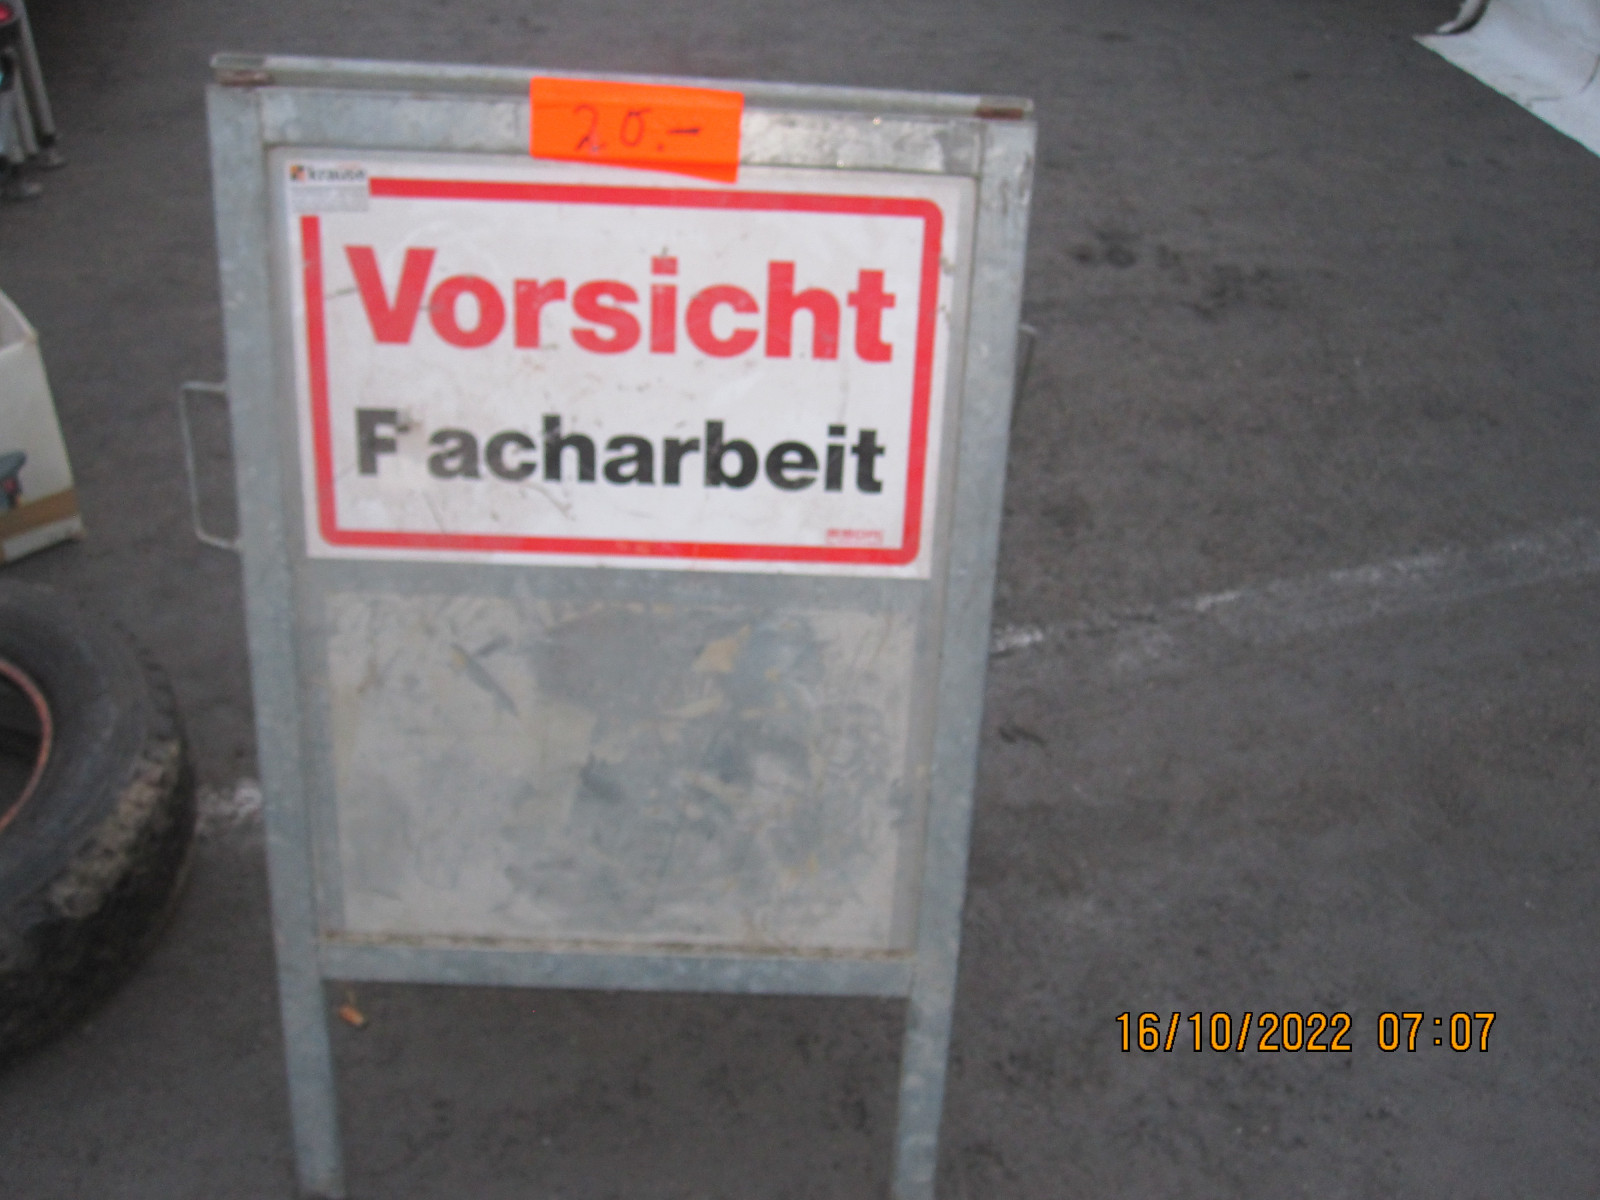 20.-
krause
Vorsicht
F acharbeit
16/10/2022 07:07